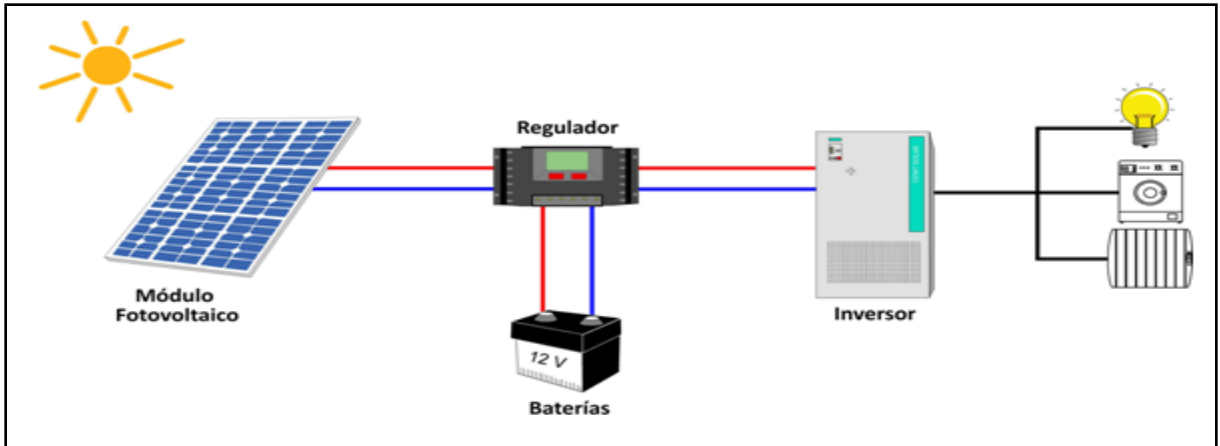 Regulador
Módulo
Fotovoltaico
Inversor
12 V
Baterías